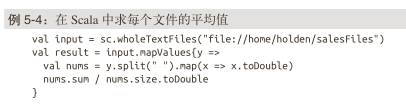 例 5-4：在 Scala 中求每个文件的平均值
val input = sc.wholeTextFiles("file://home/holden/salesFiles")
val result = input.mapValues{y =>
  val nums = y.split(" ").map(x => x.toDouble)
  nums.sum / nums.size.toDouble
}